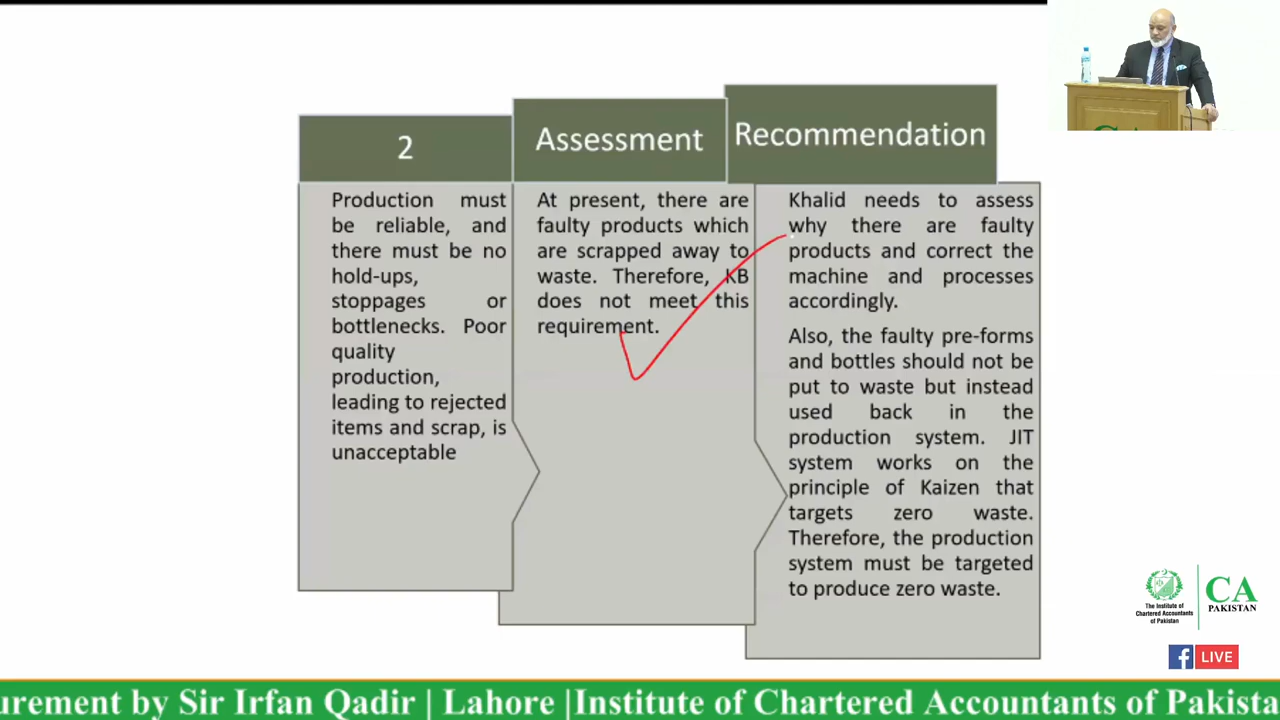 2
Production must
be reliable, and
there must be no
hold-ups,
stoppages or
bottlenecks. Poor
quality
production,
leading to rejected
items and scrap, is
unacceptable
Assessment
At present, there are
faulty products which
are scrapped away to
waste. Therefore, KB
does not meet this
requirement.
Recommendation
Khalid needs to assess
why there are faulty
products and correct the
machine and processes
accordingly.
Also, the faulty pre-forms
and bottles should not be
put to waste but instead
used back in the
production system. JIT
system works on the
principle of Kaizen that
targets zero waste.
Therefore, the production
system must be targeted
to produce zero waste.
CA
The Institute of
Chartered Accountants
of Pakistan
CA
PAKISTAN
f LIVE
urement by Sir Irfan Qadir | Lahore |Institute of Chartered Accountants of Pakista